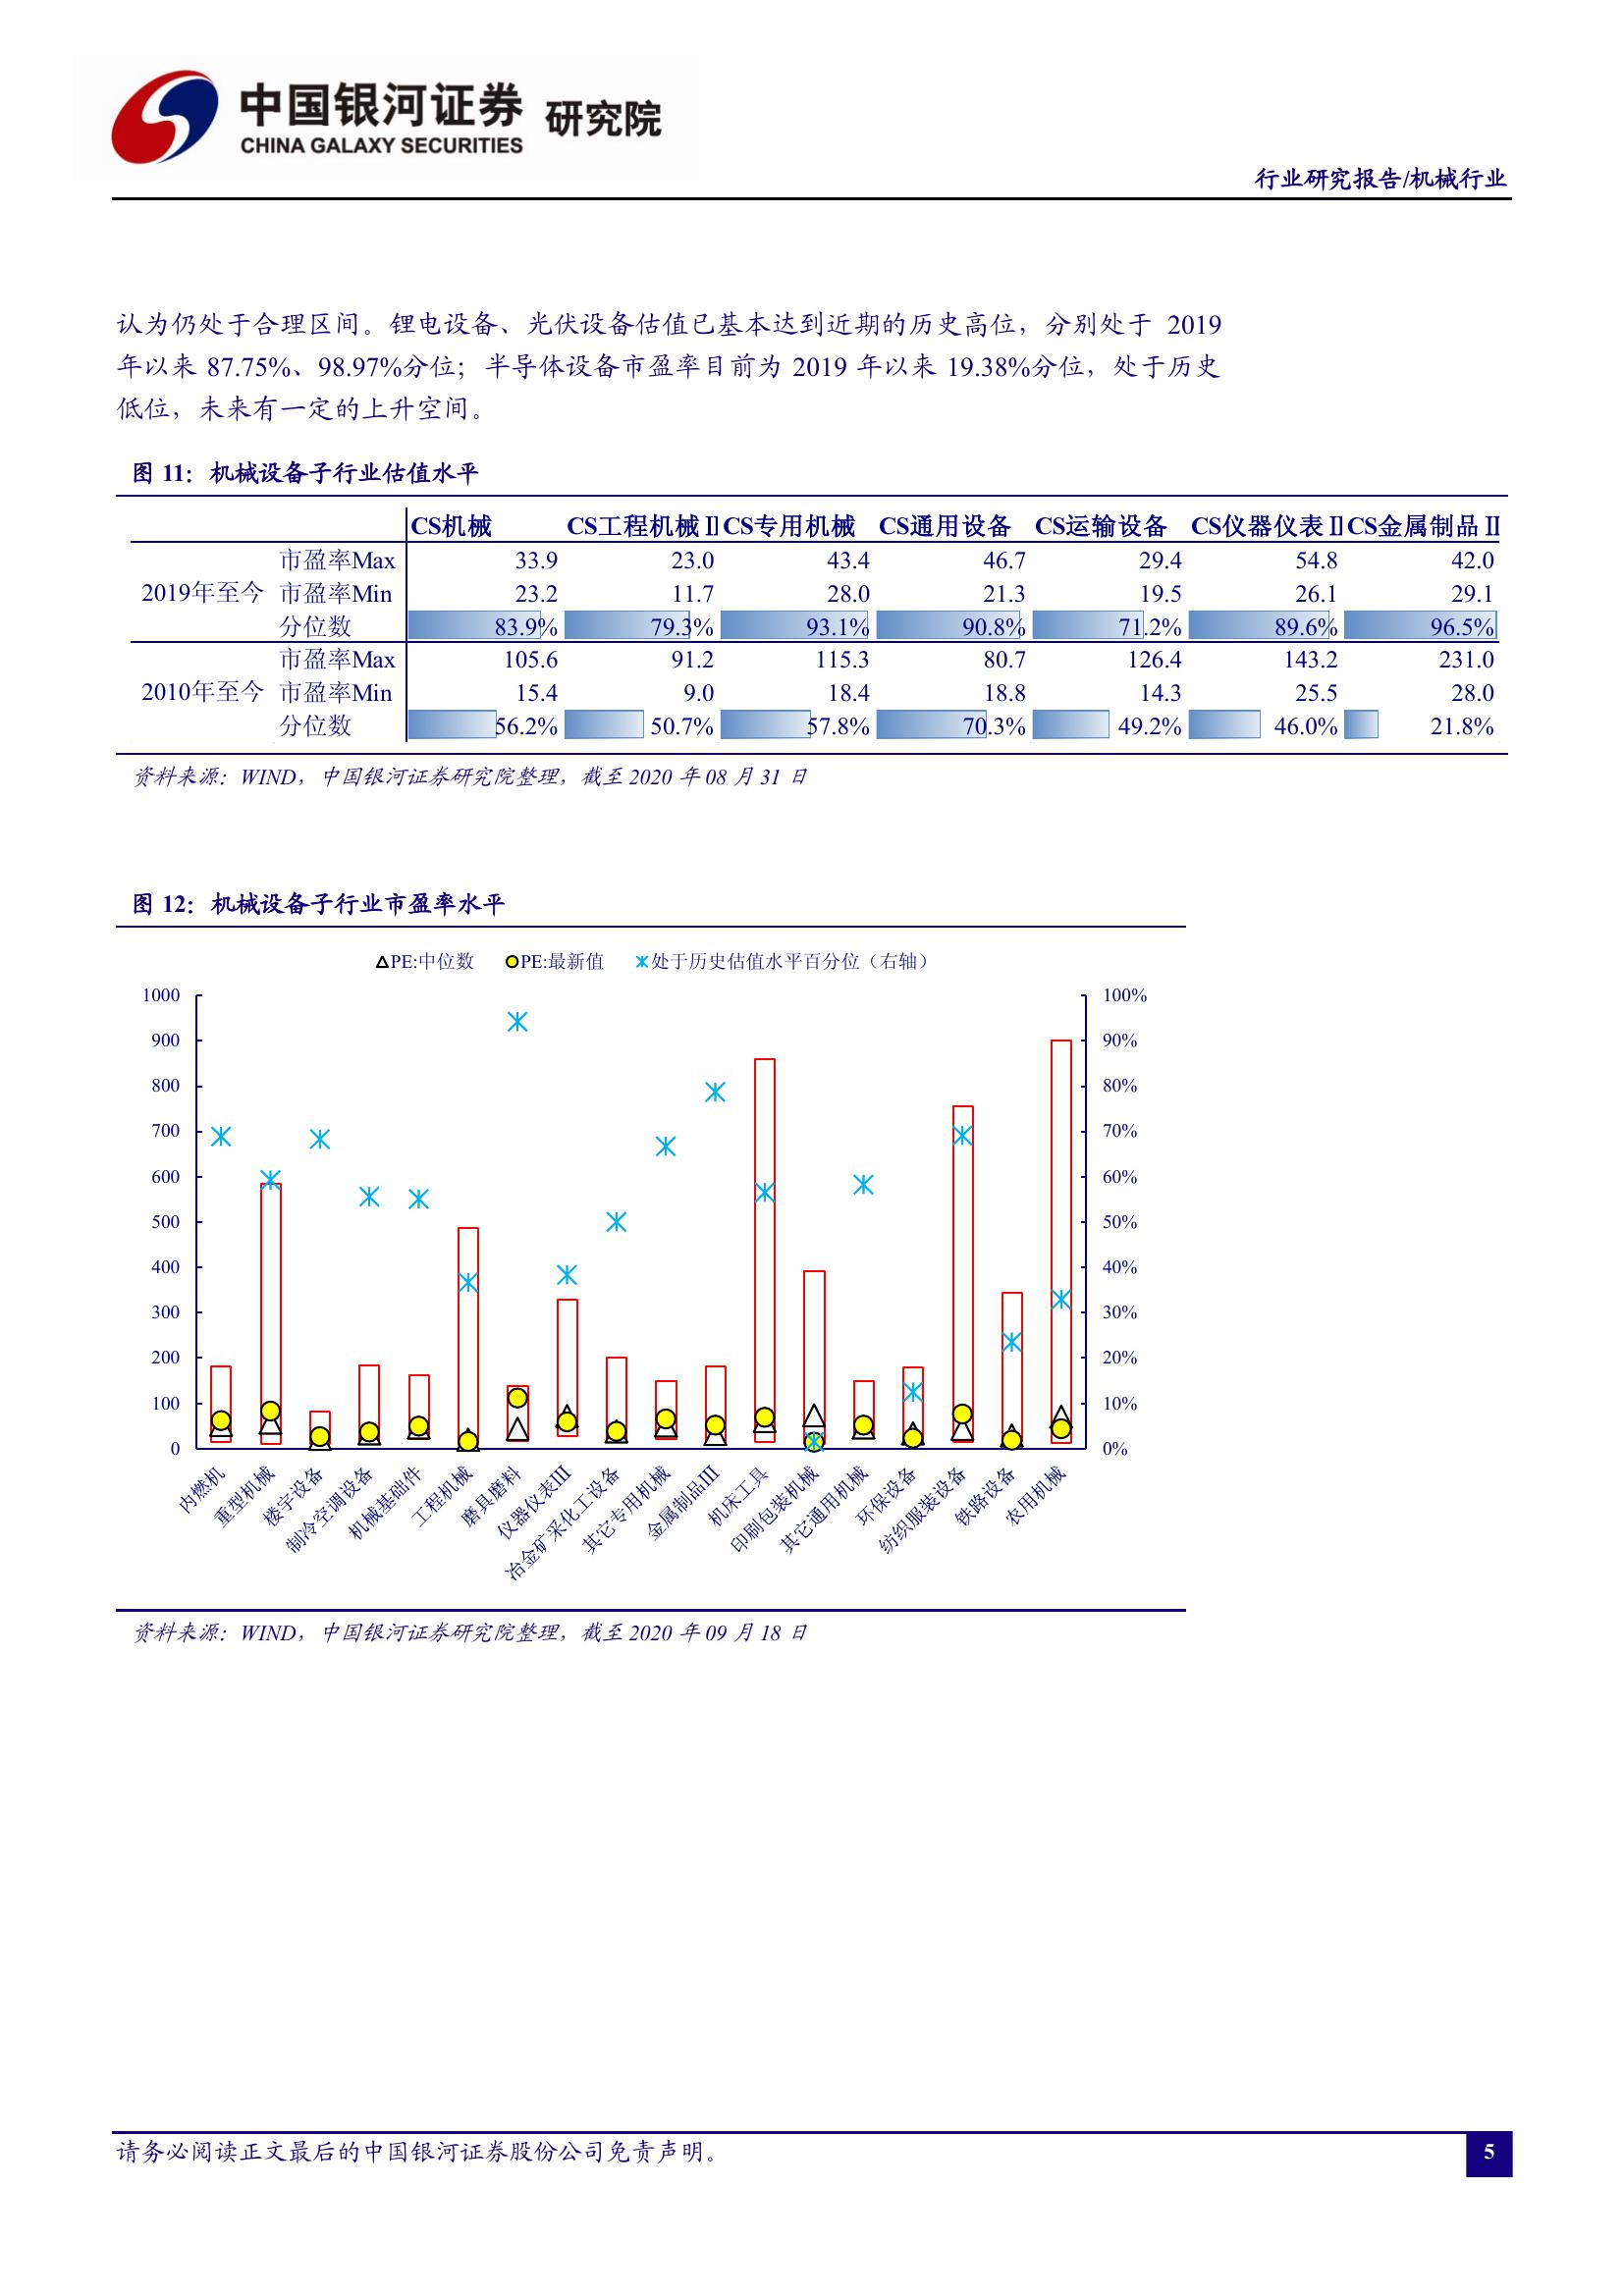 中国银河证券 研究院
CHINA GALAXY SECURITIES
行业研究报告/机械行业
认为仍处于合理区间。锂电设备、光伏设备估值已基本达到近期的历史高位，分别处于 2019
年以来 87.75%、98.97%分位；半导体设备市盈率目前为 2019 年以来 19.38%分位，处于历史
低位，未来有一定的上升空间。
图 11：机械设备子行业估值水平
CS机械 CS工程机械Ⅱ CS专用机械 CS通用设备 CS运输设备 CS仪器仪表Ⅱ CS金属制品Ⅱ
市盈率Max 33.9 23.0 43.4 46.7 29.4 54.8 42.0
2019年至今 市盈率Min 23.2 11.7 28.0 21.3 19.5 26.1 29.1
分位数 83.9% 79.3% 93.1% 90.8% 71.2% 89.6% 96.5%
市盈率Max 105.6 91.2 115.3 80.7 126.4 143.2 231.0
2010年至今 市盈率Min 15.4 9.0 18.4 18.8 14.3 25.5 28.0
分位数 56.2% 50.7% 57.8% 70.3% 49.2% 46.0% 21.8%
资料来源：WIND，中国银河证券研究院整理，截至 2020 年 08 月 31 日
图 12：机械设备子行业市盈率水平
PE:中位数 PE:最新值 处于历史估值水平百分位（右轴）
1000 100%
900 90%
800 80%
700 70%
600 60%
500 50%
400 40%
300 30%
200 20%
100 10%
0 0%
内燃机
重型机械
楼宇设备
制冷空调设备
机械基础件
工程机械
磨具磨料
仪器仪表III
冶金矿采化工设备
其它专用机械
金属制品III
机床工具
印刷包装机械
其它通用机械
环保设备
纺织服装设备
铁路设备
农用机械
资料来源：WIND，中国银河证券研究院整理，截至 2020 年 09 月 18 日
请务必阅读正文最后的中国银河证券股份公司免责声明。
5